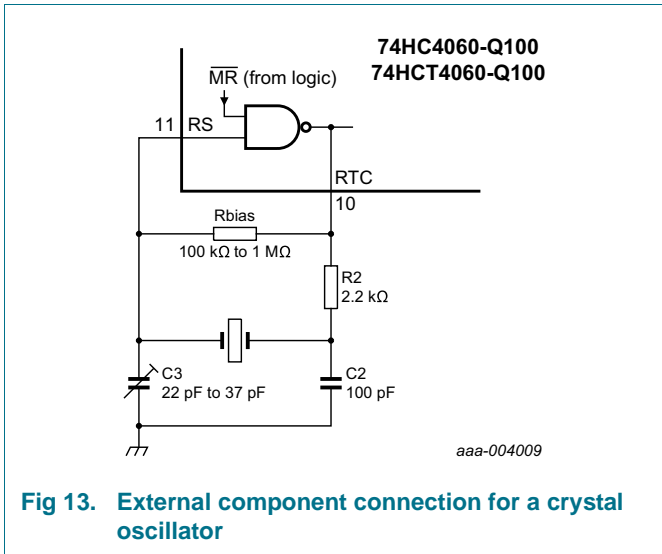 74HC4060-Q100
74HCT4060-Q100
MR (from logic)
11 RS
RTC
10
Rbias
100 kΩ to 1 MΩ
R2
2.2 kΩ
C3
22 pF to 37 pF
C2
100 pF
aaa-004009
Fig 13. External component connection for a crystal
oscillator